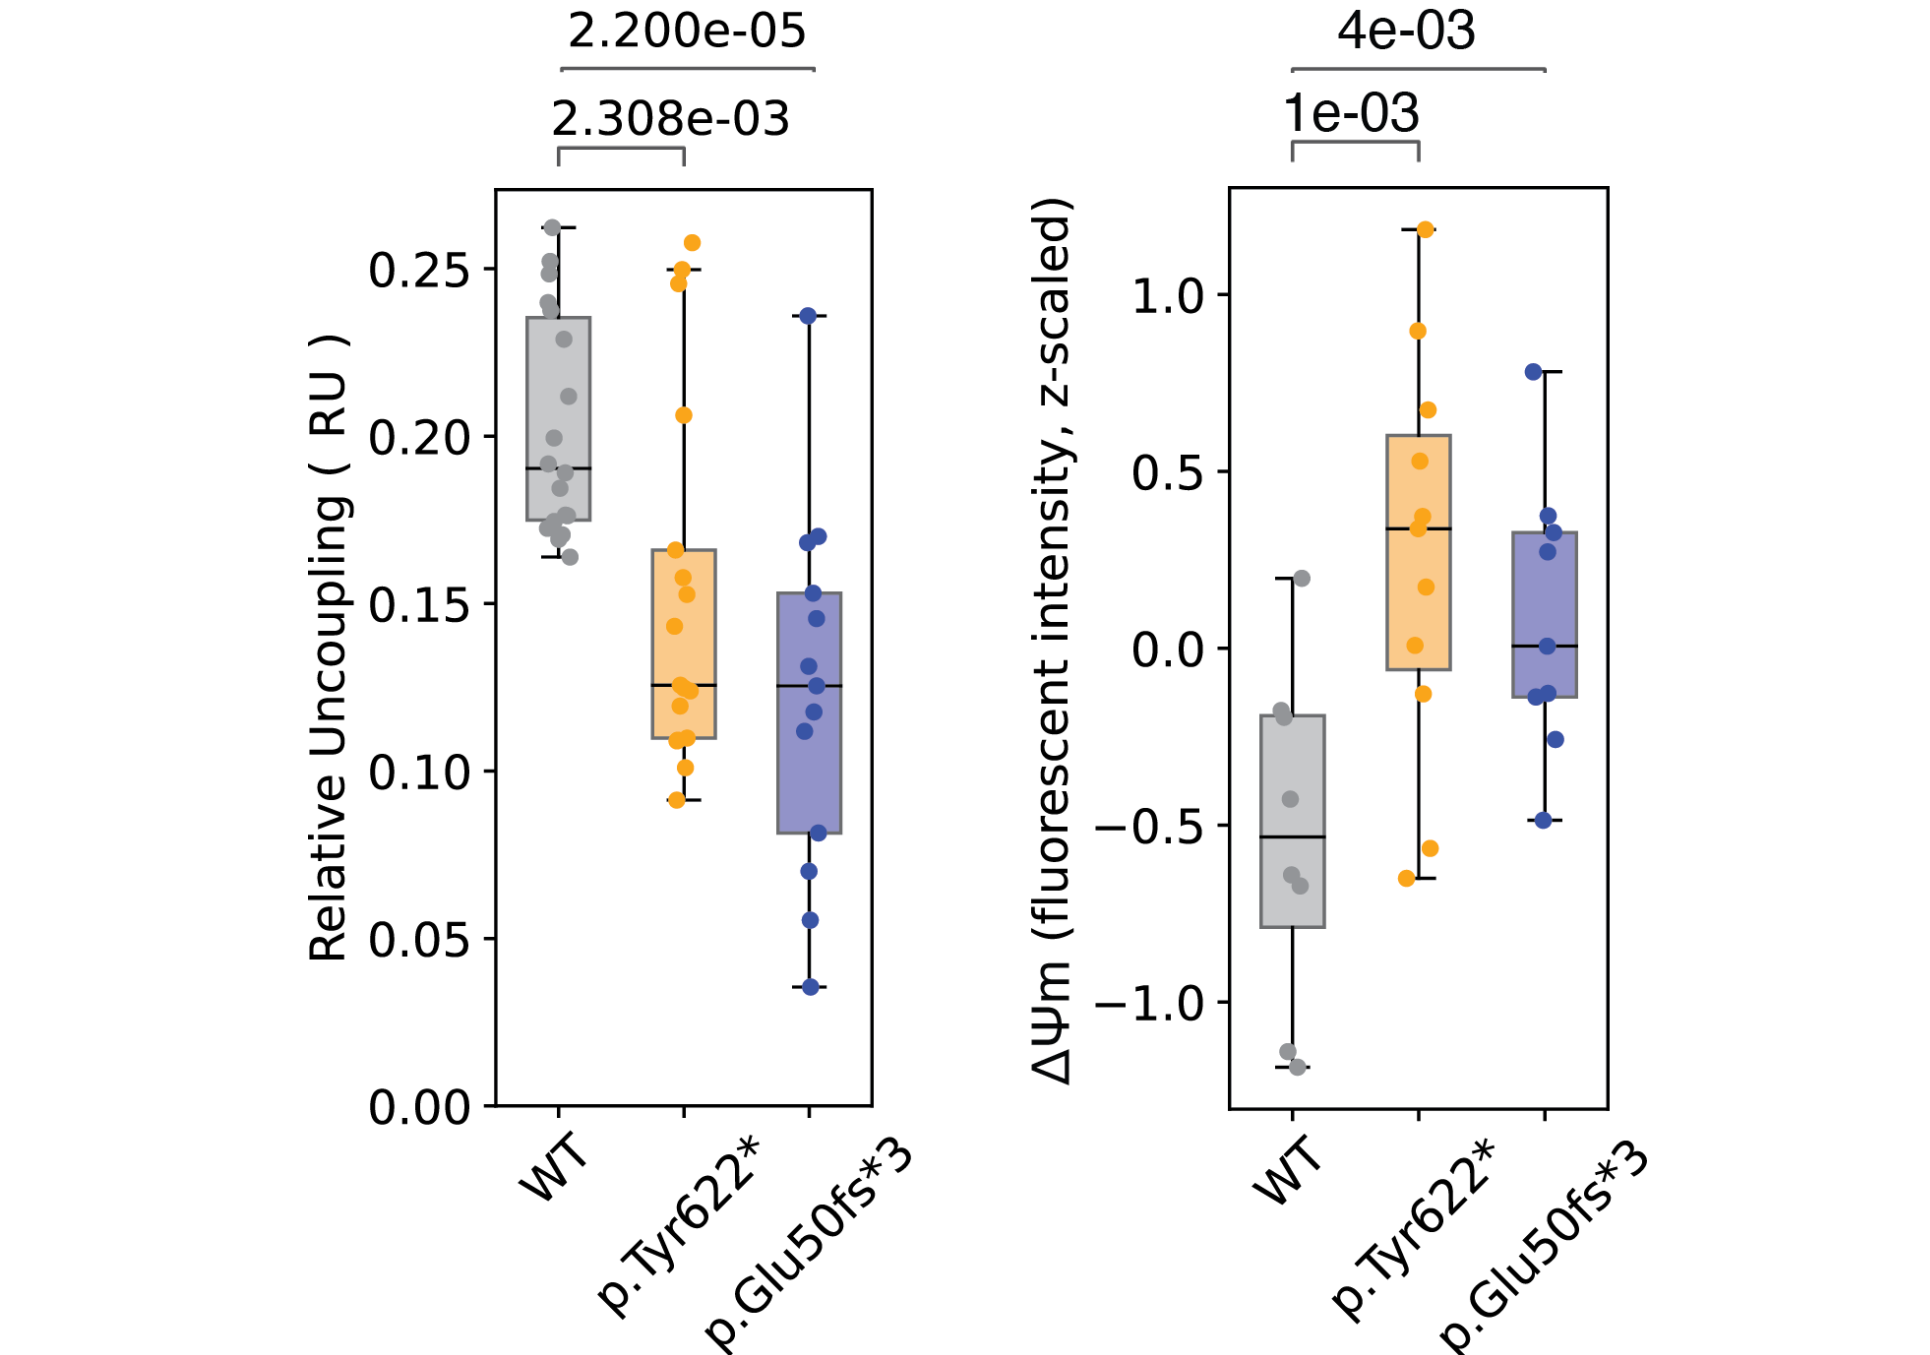 2.200e-05
2.308e-03
Relative Uncoupling ( RU )
0.25
0.20
0.15
0.10
0.05
0.00
WT
p.Tyr622*
p.Glu50fs*3
4e-03
1e-03
ΔΨm (fluorescent intensity, z-scaled)
1.0
0.5
0.0
−0.5
−1.0
WT
p.Tyr622*
p.Glu50fs*3